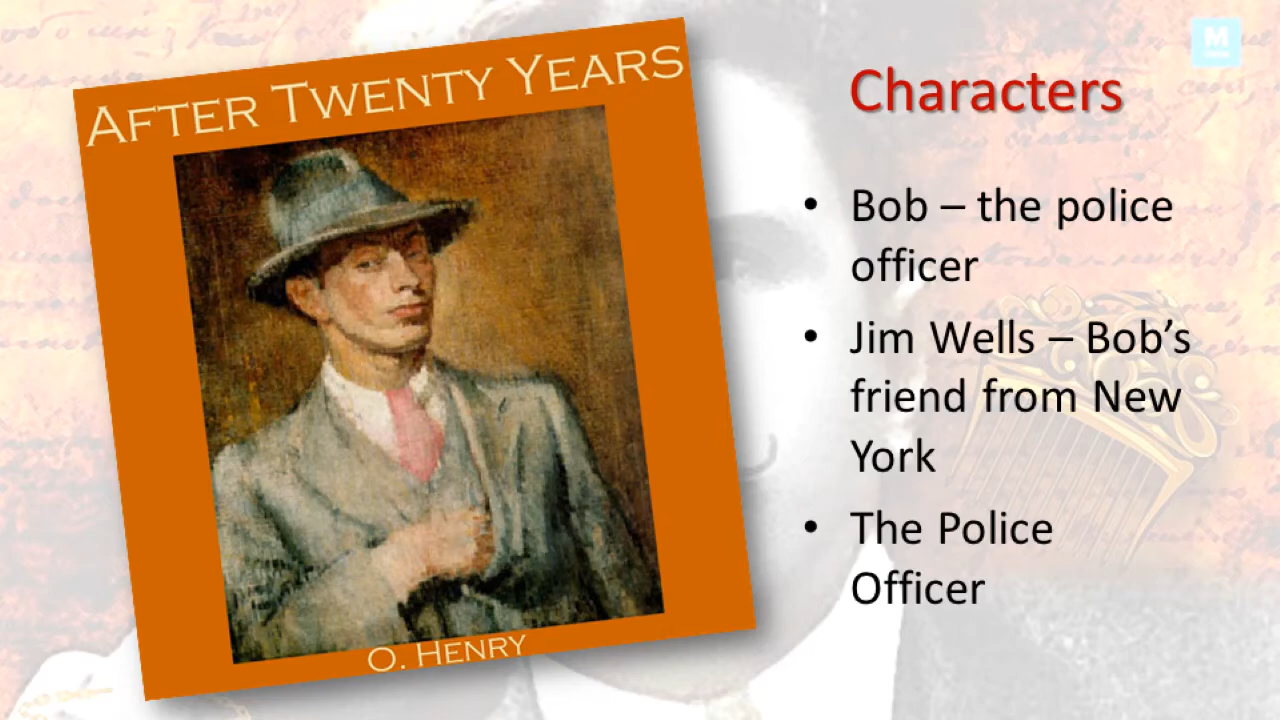 AFTER TWENTY YEARS
O. HENRY
M
Characters
• Bob – the police
officer
• Jim Wells – Bob's
friend from New
York
• The Police
Officer